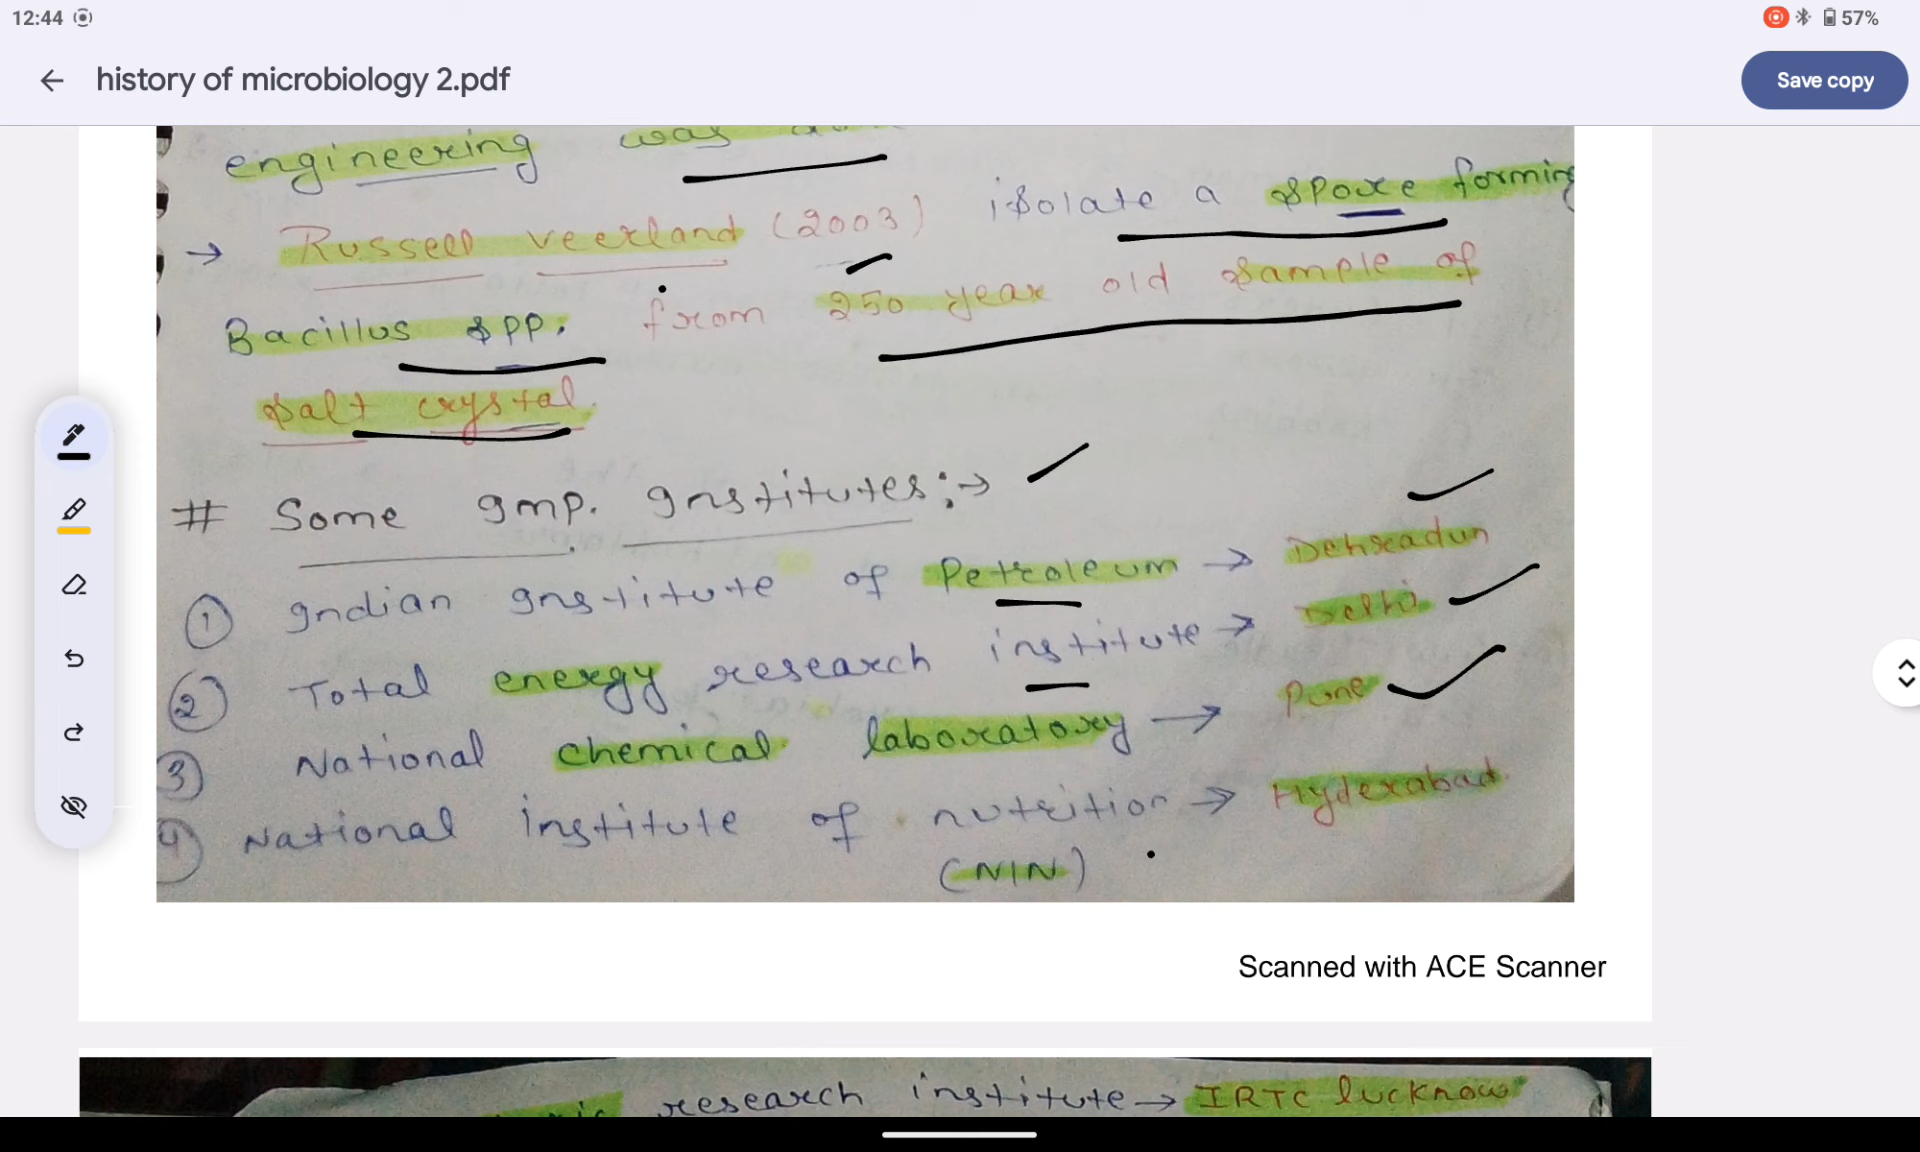 12:44
57%
history of microbiology 2.pdf
Save copy
engineering was
→ Russell veerland (2003) isolate a spore forming
Bacillus spp. from 250 year old sample of
salt crystal.
# Some Imp. Institutes:→
① Indian Institute of Petroleum → Dehradun
② Total energy research institute → Delhi
③ National chemical laboratory → Pune
④ National institute of nutrition → Hyderabad
(NIN)
Scanned with ACE Scanner
research institute → IRTC lucknow